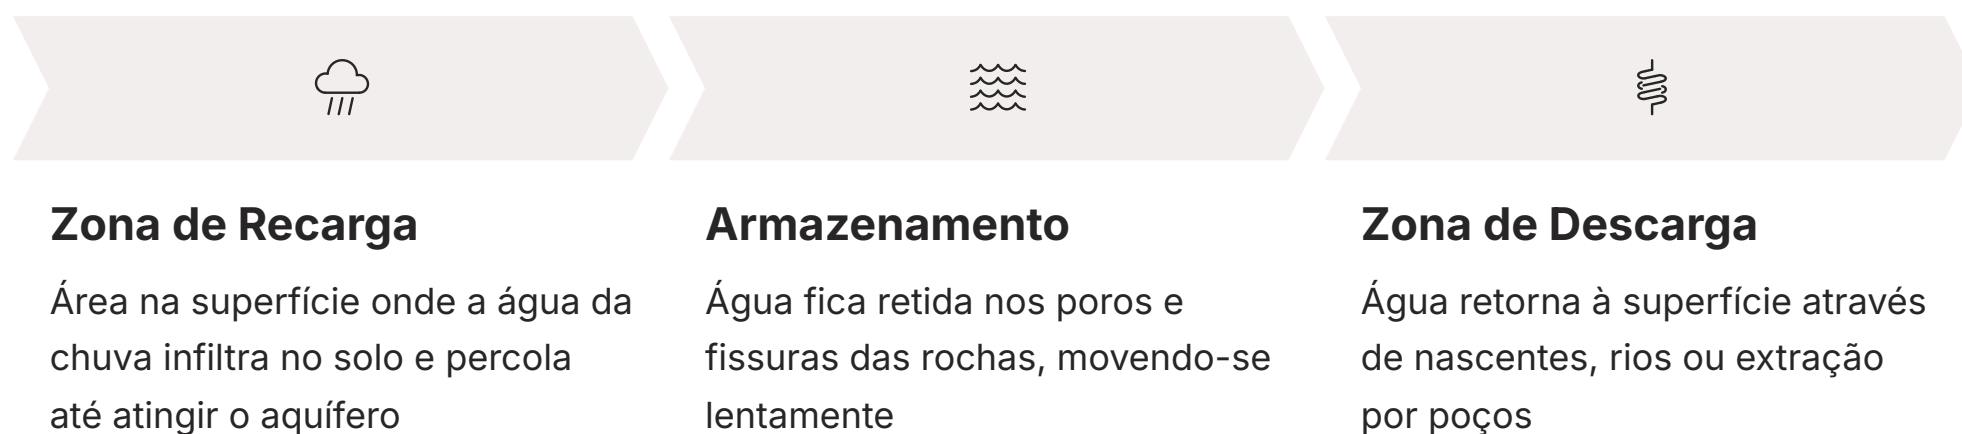 Zona de Recarga
Área na superfície onde a água da
chuva infiltra no solo e percola
até atingir o aquífero
Armazenamento
Água fica retida nos poros e
fissuras das rochas, movendo-se
lentamente
Zona de Descarga
Água retorna à superfície através
de nascentes, rios ou extração
por poços